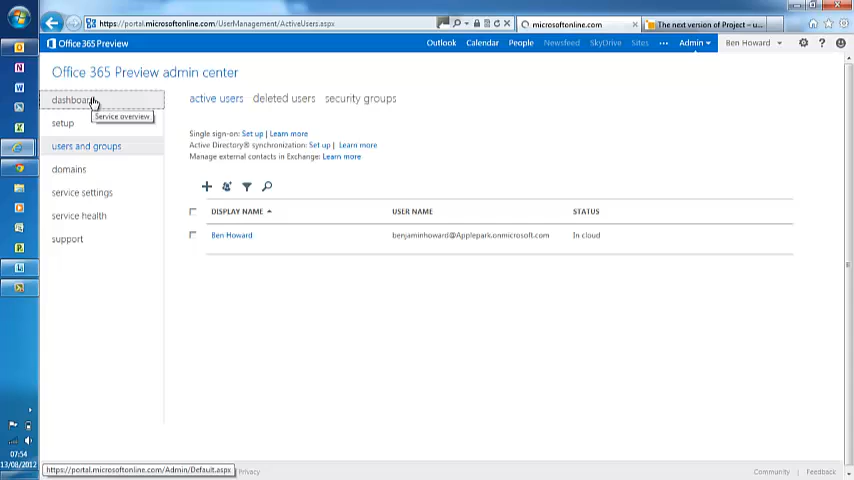 https://portal.microsoftonline.com/UserManagement/ActiveUsers.aspx
microsoftonline.com
The next version of Project – u...
Office 365 Preview
Outlook Calendar People Newsfeed SkyDrive Sites ... Admin Ben Howard ?
Office 365 Preview admin center
dashboard
Service overview
setup
users and groups
domains
service settings
service health
support
active users deleted users security groups
Single sign-on: Set up | Learn more
Active Directory® synchronization: Set up | Learn more
Manage external contacts in Exchange: Learn more
DISPLAY NAME USER NAME STATUS
Ben Howard benjaminhoward@Applepark.onmicrosoft.com In cloud
07:54
13/08/2012
https://portal.microsoftonline.com/Admin/Default.aspx
Privacy
Community Feedback